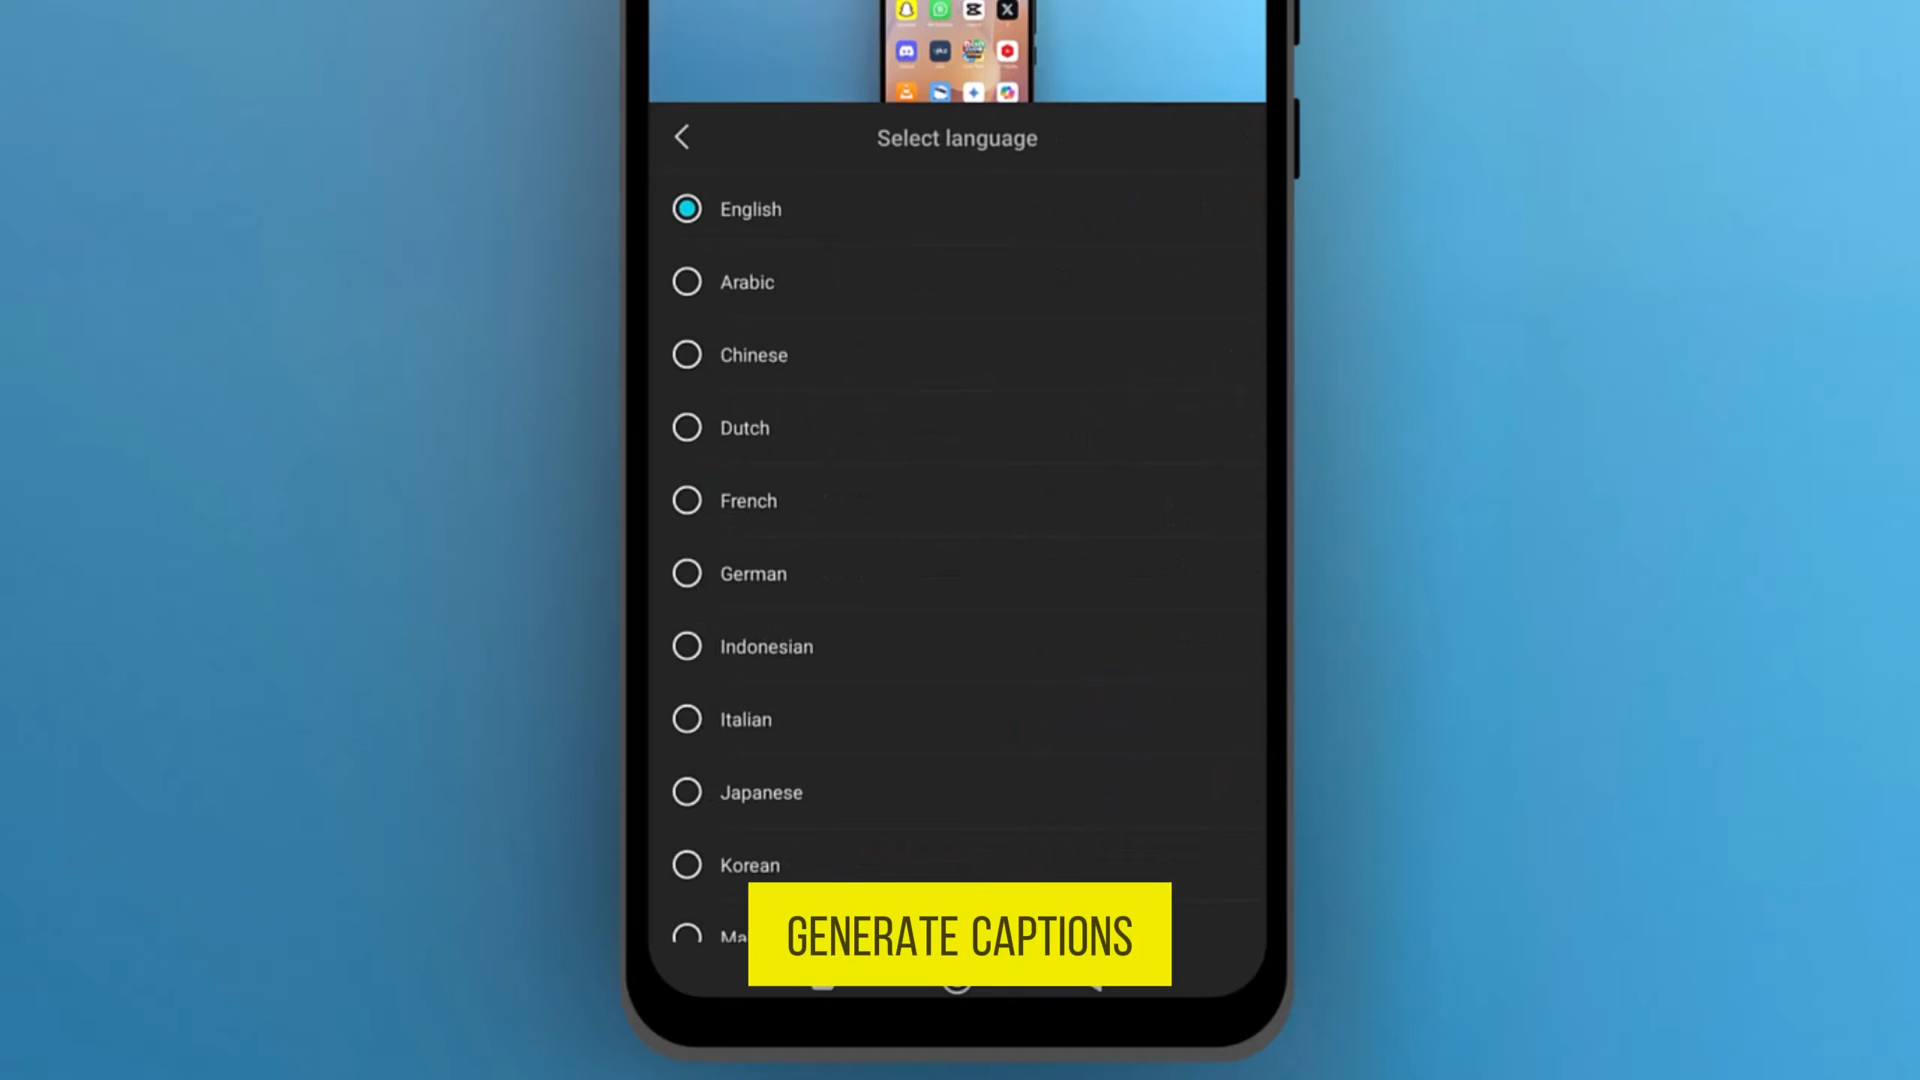 Select language
English
Arabic
Chinese
Dutch
French
German
Indonesian
Italian
Japanese
Korean
GENERATE CAPTIONS